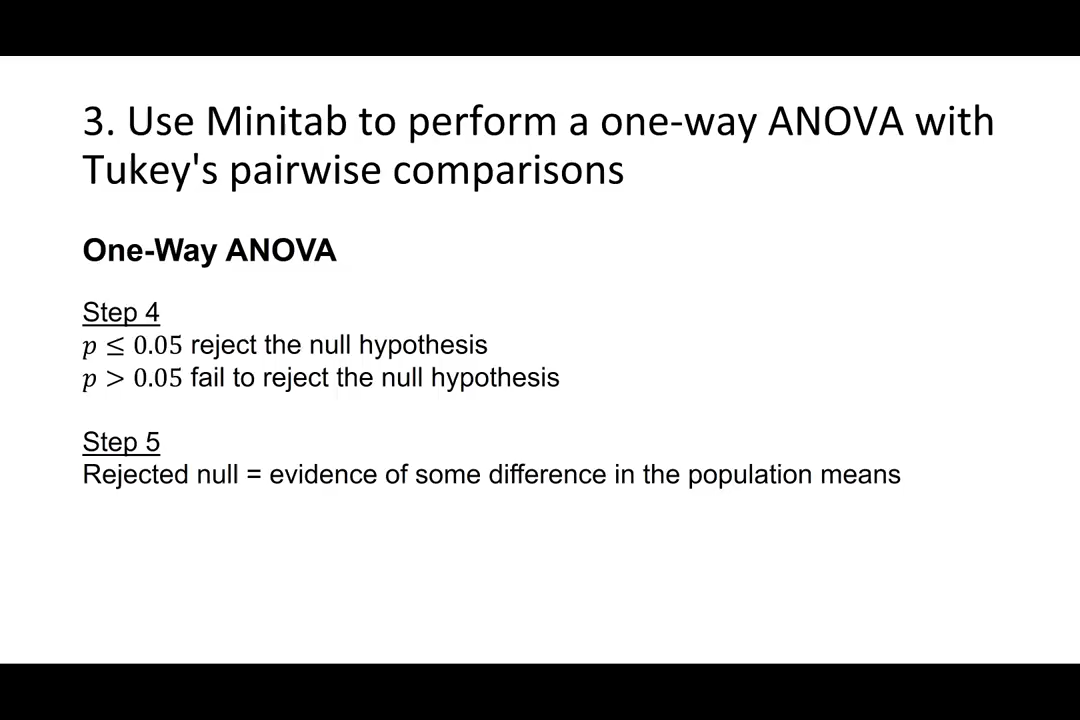 3. Use Minitab to perform a one-way ANOVA with
Tukey's pairwise comparisons
One-Way ANOVA
Step 4
p ≤ 0.05 reject the null hypothesis
p > 0.05 fail to reject the null hypothesis
Step 5
Rejected null = evidence of some difference in the population means